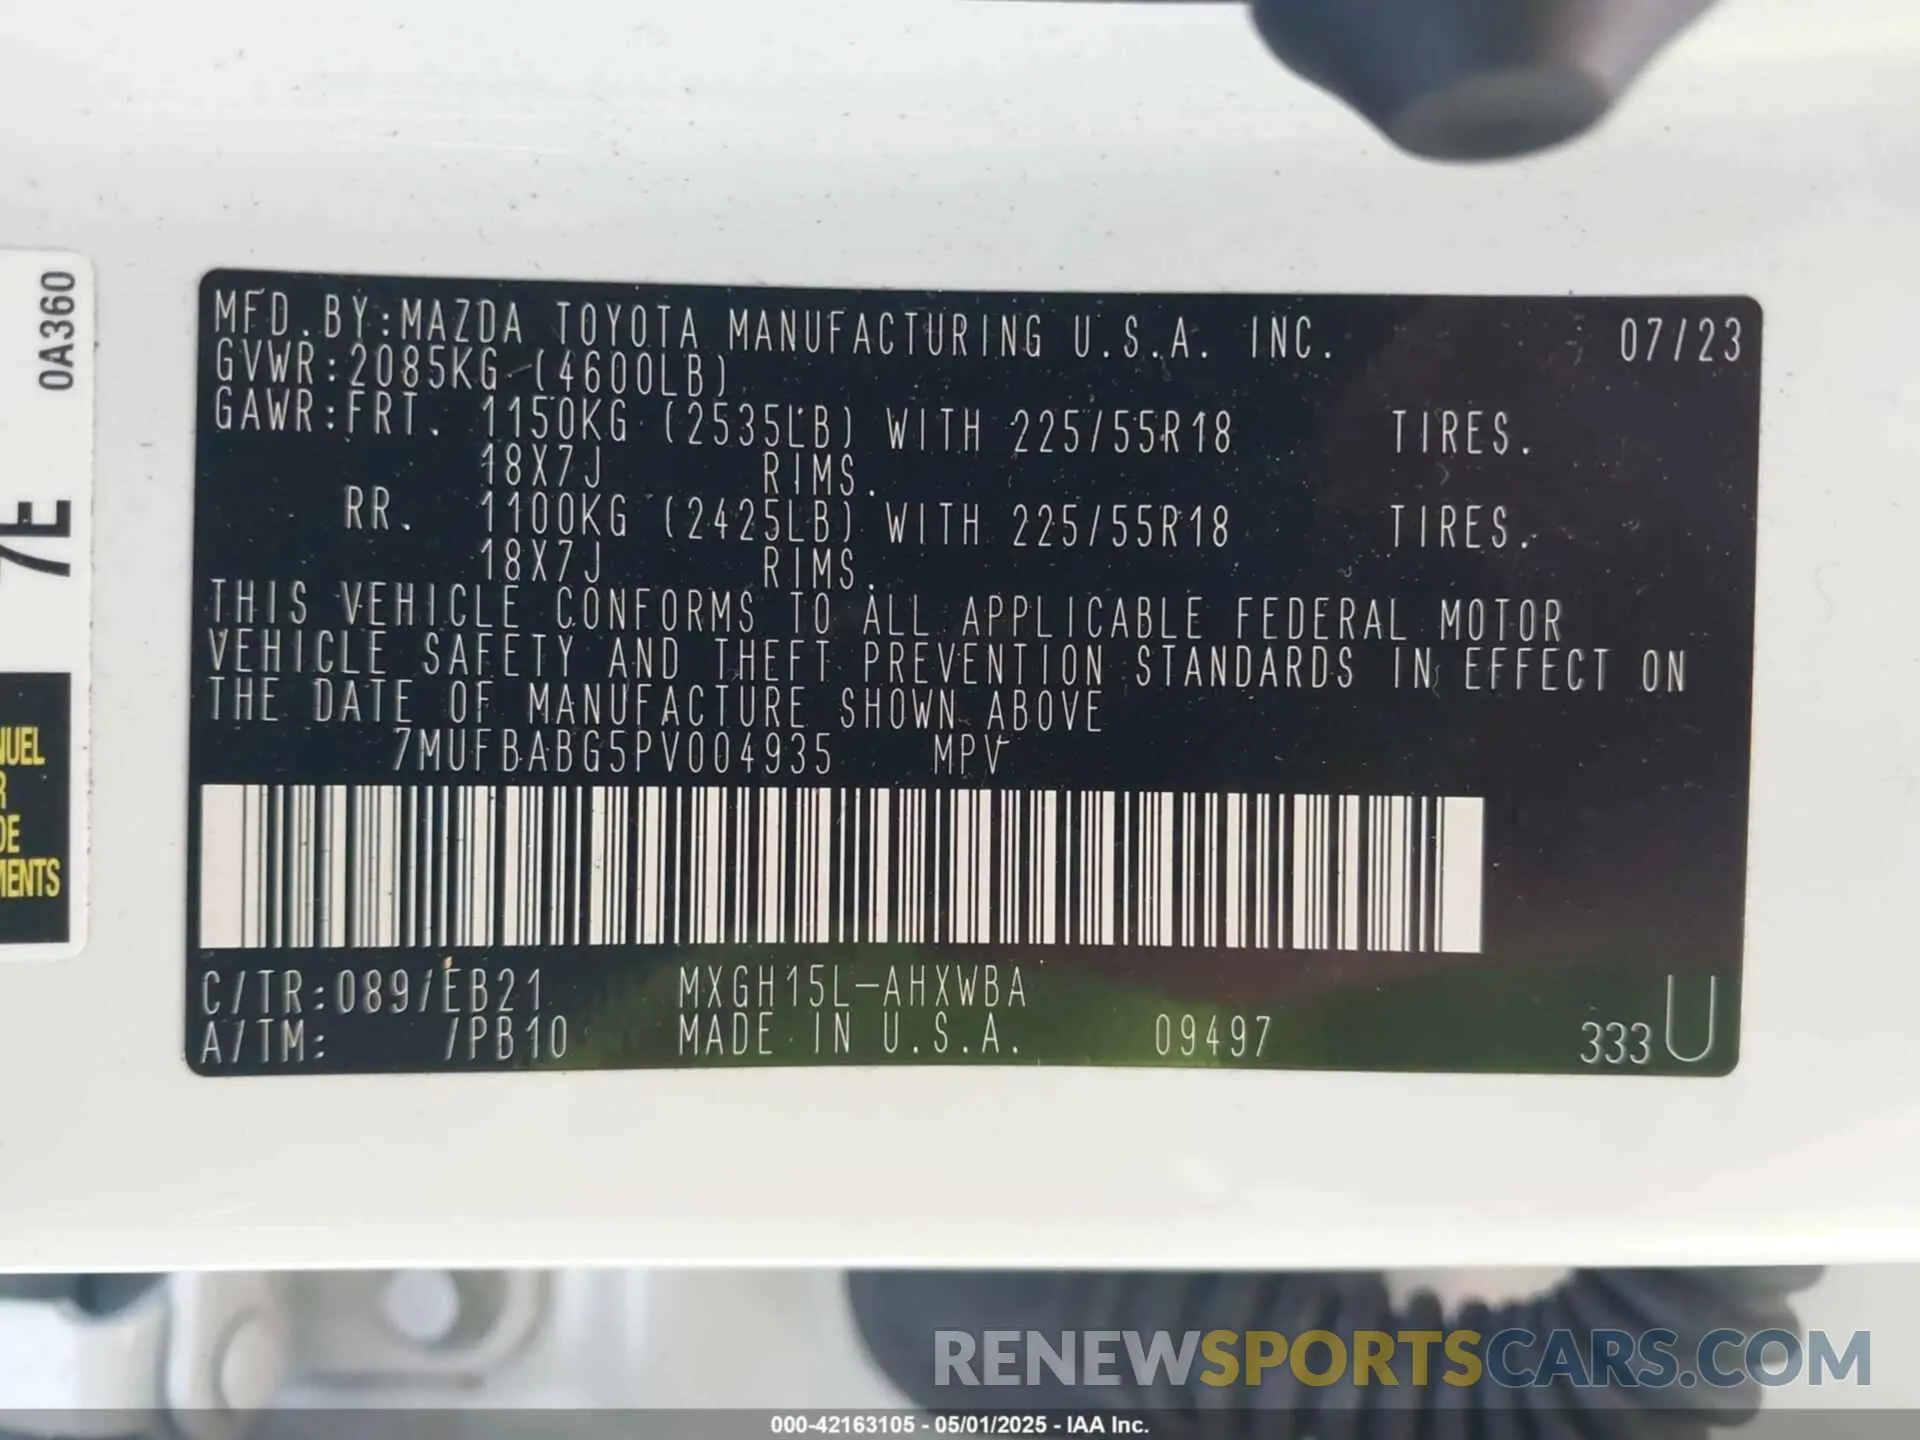 MFD.BY:MAZDA TOYOTA MANUFACTURING U.S.A. INC. 07/23
GVWR:2085KG (4600LB)
GAWR:FRT. 1150KG (2535LB) WITH 225/55R18 TIRES.
18X7J RIMS.
RR. 1100KG (2425LB) WITH 225/55R18 TIRES.
18X7J RIMS.
THIS VEHICLE CONFORMS TO ALL APPLICABLE FEDERAL MOTOR
VEHICLE SAFETY AND THEFT PREVENTION STANDARDS IN EFFECT ON
THE DATE OF MANUFACTURE SHOWN ABOVE
7MUFBABG5PV004935 MPV
C/TR:089/EB21 MXGH15L-AHXWBA
A/TM: /PB10 MADE IN U.S.A. 09497 333U
0A360
7E
NUEL
R
DE
MENTS
RENEWSPORTSCARS.COM
000-42163105 - 05/01/2025 - IAA Inc.